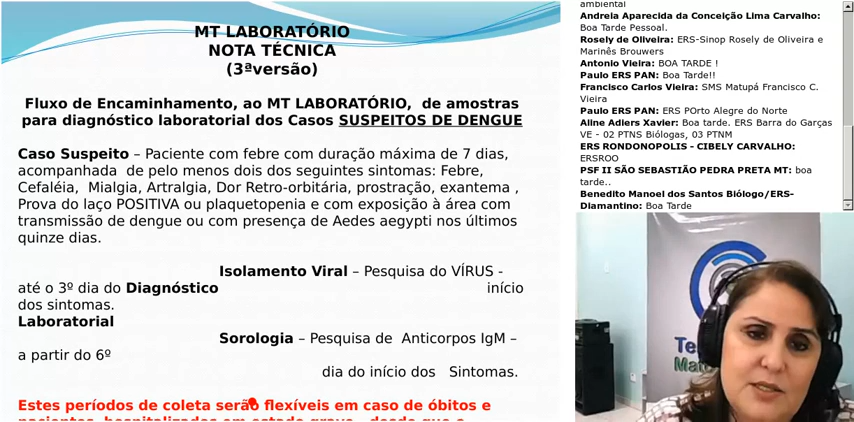 MT LABORATÓRIO
NOTA TÉCNICA
(3ªversão)
Fluxo de Encaminhamento, ao MT LABORATÓRIO, de amostras
para diagnóstico laboratorial dos Casos SUSPEITOS DE DENGUE
Caso Suspeito – Paciente com febre com duração máxima de 7 dias,
acompanhada de pelo menos dois dos seguintes sintomas: Febre,
Cefaléia, Mialgia, Artralgia, Dor Retro-orbitária, prostração, exantema ,
Prova do laço POSITIVA ou plaquetopenia e com exposição à área com
transmissão de dengue ou com presença de Aedes aegypti nos últimos
quinze dias.
Isolamento Viral – Pesquisa do VÍRUS -
até o 3º dia do Diagnóstico início
dos sintomas.
Laboratorial
Sorologia – Pesquisa de Anticorpos IgM –
a partir do 6º
dia do início dos Sintomas.
Estes períodos de coleta serão flexíveis em caso de óbitos e
pacientes hospitalizados em estado grave, desde que o
ambiental
Andreia Aparecida da Conceição Lima Carvalho:
Boa Tarde Pessoal.
Rosely de Oliveira: ERS-Sinop Rosely de Oliveira e
Marinês Brouwers
Antonio Vieira: BOA TARDE !
Paulo ERS PAN: Boa Tarde!!
Francisco Carlos Vieira: SMS Matupá Francisco C.
Vieira
Paulo ERS PAN: ERS POrto Alegre do Norte
Aline Adiers Xavier: Boa tarde. ERS Barra do Garças
VE - 02 PTNS Biólogas, 03 PTNM
ERS RONDONOPOLIS - CIBELY CARVALHO:
ERSROO
PSF II SÃO SEBASTIÃO PEDRA PRETA MT: boa
tarde..
Benedito Manoel dos Santos Biólogo/ERS-
Diamantino: Boa Tarde
Te
Mat